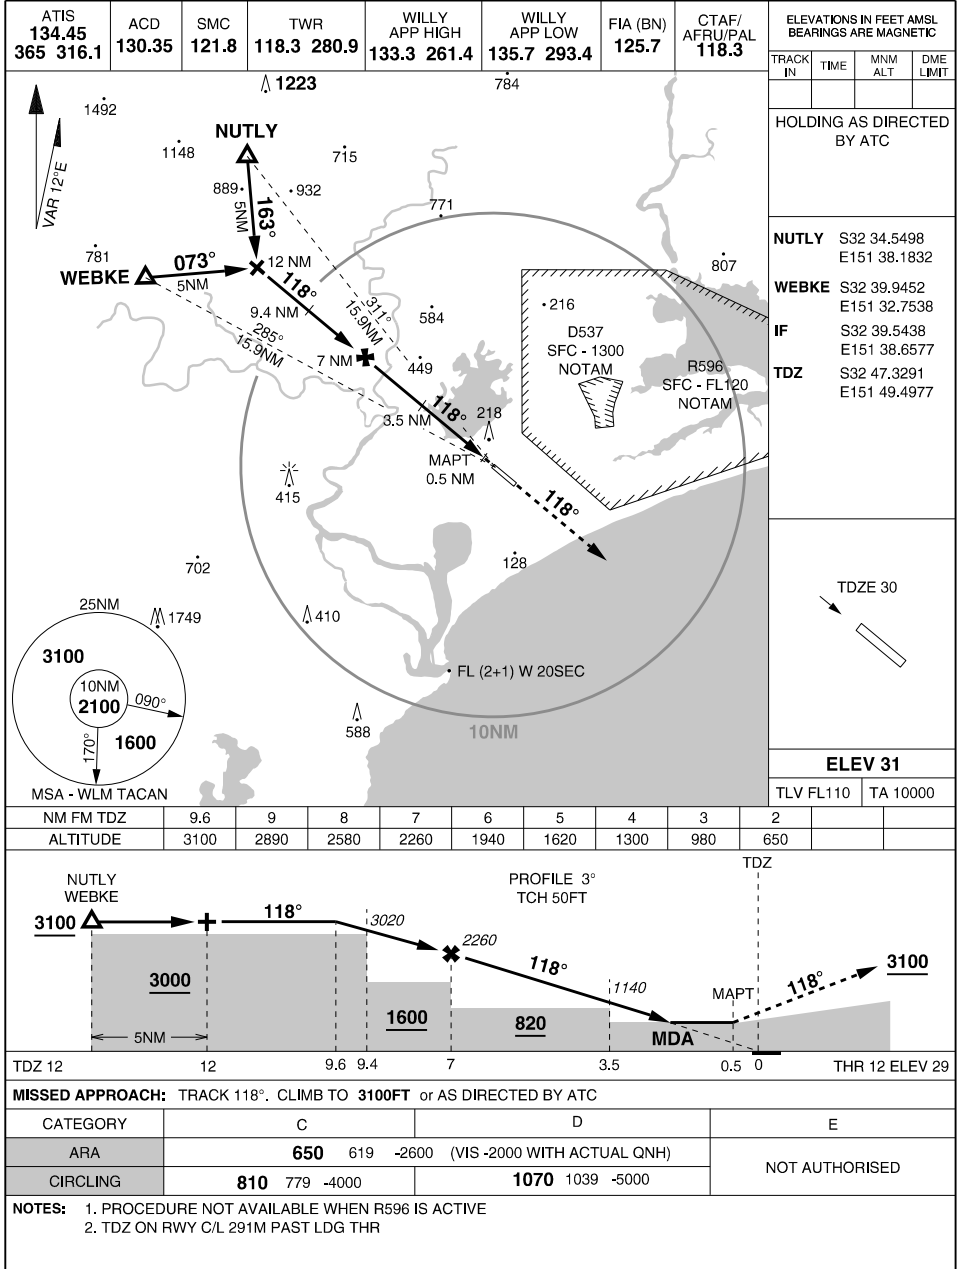 ATIS
134.45
365 316.1
ACD
130.35
SMC
121.8
TWR
118.3 280.9
WILLY
APP HIGH
133.3 261.4
WILLY
APP LOW
135.7 293.4
FIA (BN)
125.7
CTAF/
AFRU/PAL
118.3
ELEVATIONS IN FEET AMSL
BEARINGS ARE MAGNETIC
TRACK
IN
TIME
MNM
ALT
DME
LIMIT
HOLDING AS DIRECTED
BY ATC
NUTLY S32 34.5498
E151 38.1832
WEBKE S32 39.9452
E151 32.7538
IF S32 39.5438
E151 38.6577
TDZ S32 47.3291
E151 49.4977
TDZE 30
ELEV 31
TLV FL110 TA 10000
VAR 12°E
1492
1223
784
NUTLY
1148
715
889
932
5NM
163°
771
781
WEBKE
073°
5NM
12 NM
118°
807
9.4 NM
311°
15.9NM
584
216
D537
SFC - 1300
NOTAM
285°
15.9NM
7 NM
449
R596
SFC - FL120
NOTAM
118°
3.5 NM
218
MAPT
0.5 NM
415
118°
702
128
25NM
1749
410
3100
10NM
2100
090°
FL (2+1) W 20SEC
170°
1600
588
10NM
MSA - WLM TACAN
NM FM TDZ 9.6 9 8 7 6 5 4 3 2
ALTITUDE 3100 2890 2580 2260 1940 1620 1300 980 650
TDZ
NUTLY
WEBKE
PROFILE 3°
TCH 50FT
3100
118°
3020
2260
118°
1140
MAPT
118°
3100
3000
1600
820
MDA
5NM
TDZ 12 12 9.6 9.4 7 3.5 0.5 0 THR 12 ELEV 29
MISSED APPROACH: TRACK 118°. CLIMB TO 3100FT or AS DIRECTED BY ATC
CATEGORY C D E
ARA 650 619 -2600 (VIS -2000 WITH ACTUAL QNH)
NOT AUTHORISED
CIRCLING 810 779 -4000 1070 1039 -5000
NOTES: 1. PROCEDURE NOT AVAILABLE WHEN R596 IS ACTIVE
2. TDZ ON RWY C/L 291M PAST LDG THR